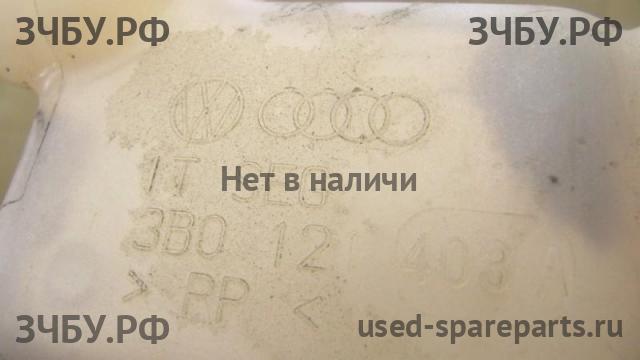 ЗЧБУ.РФ ЗЧБУ.РФ
Нет в наличи
3B0 121 403 A
> PP <
ЗЧБУ.РФ used-spareparts.ru